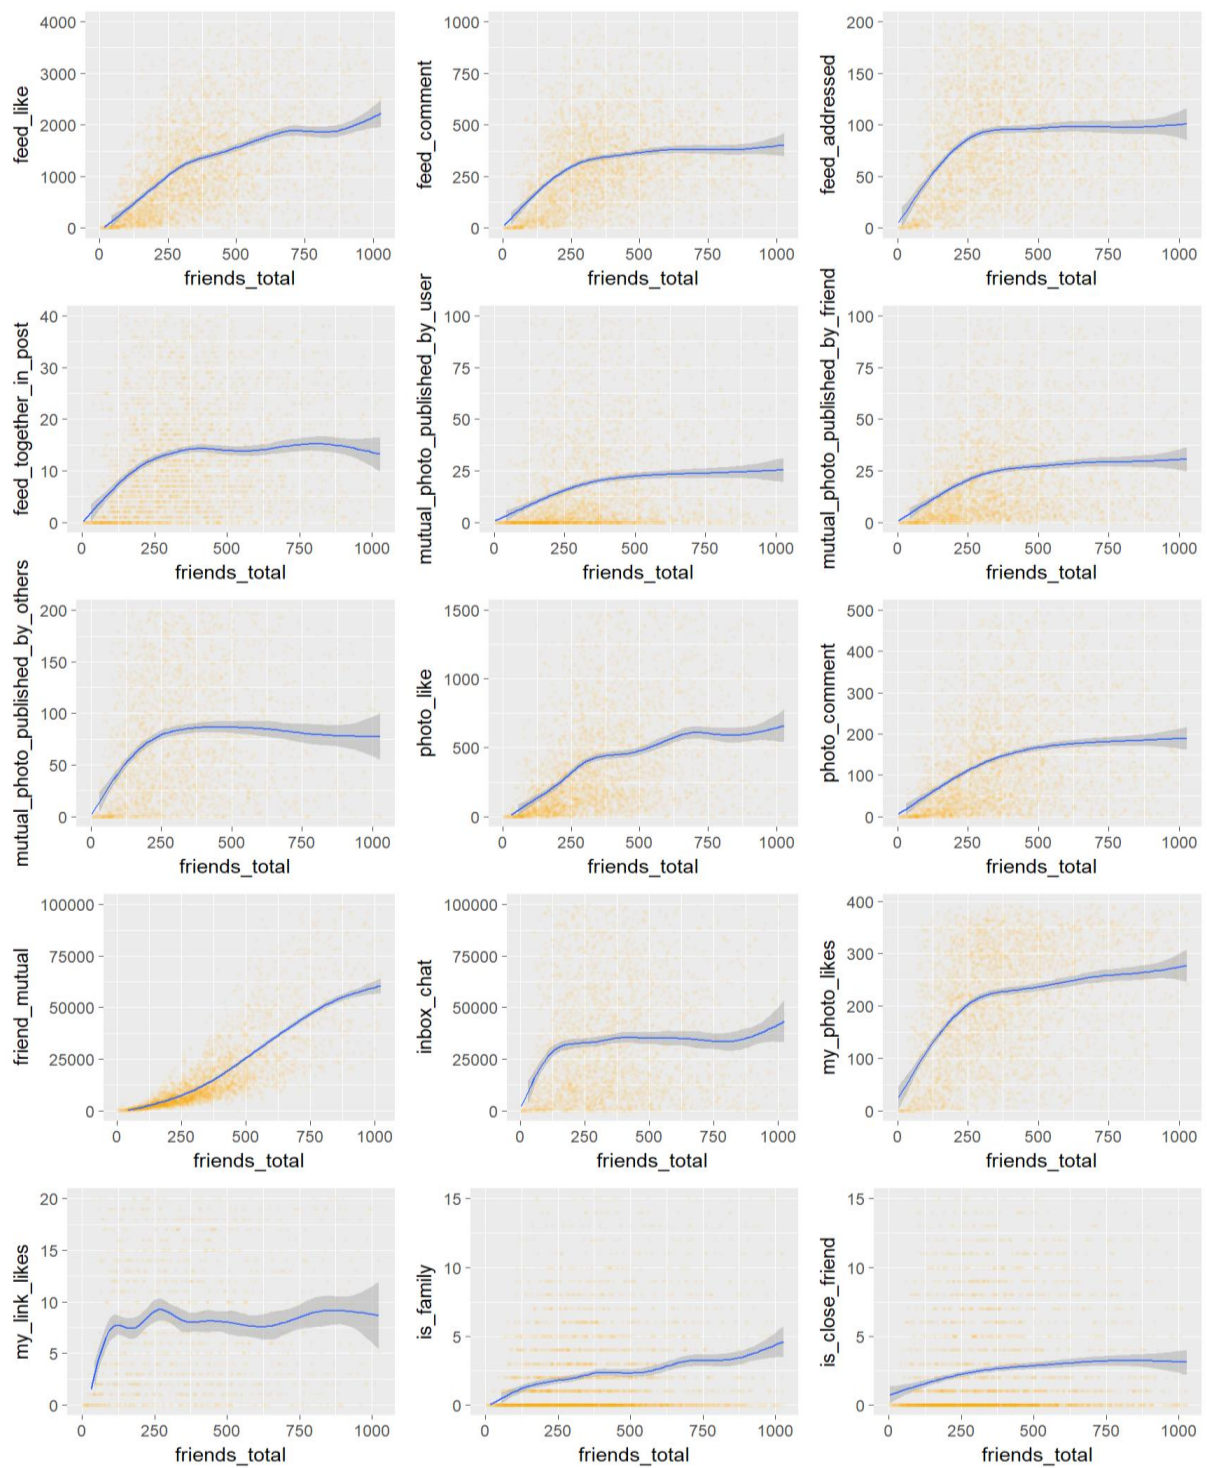 feed_like
4000
3000
2000
1000
0
0 250 500 750 1000
friends_total
feed_comment
1000
750
500
250
0
0 250 500 750 1000
friends_total
feed_addressed
200
150
100
50
0
0 250 500 750 1000
friends_total
feed_together_in_post
40
30
20
10
0
0 250 500 750 1000
friends_total
mutual_photo_published_by_user
100
75
50
25
0
0 250 500 750 1000
friends_total
mutual_photo_published_by_friend
100
75
50
25
0
0 250 500 750 1000
friends_total
mutual_photo_published_by_others
200
150
100
50
0
0 250 500 750 1000
friends_total
photo_like
1500
1000
500
0
0 250 500 750 1000
friends_total
photo_comment
500
400
300
200
100
0
0 250 500 750 1000
friends_total
friend_mutual
100000
75000
50000
25000
0
0 250 500 750 1000
friends_total
inbox_chat
100000
75000
50000
25000
0
0 250 500 750 1000
friends_total
my_photo_likes
400
300
200
100
0
0 250 500 750 1000
friends_total
my_link_likes
20
15
10
5
0
0 250 500 750 1000
friends_total
is_family
15
10
5
0
0 250 500 750 1000
friends_total
is_close_friend
15
10
5
0
0 250 500 750 1000
friends_total